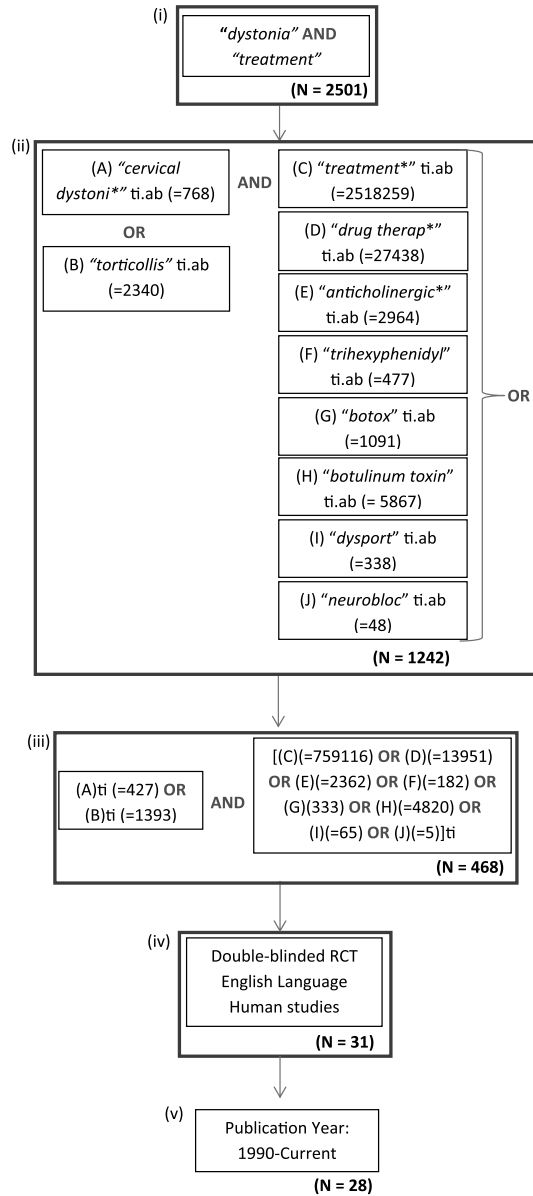 (i)
"dystonia" AND
"treatment"
(N = 2501)
(ii)
(A) "cervical
dystoni*" ti.ab (=768)
OR
(B) "torticollis" ti.ab
(=2340)
AND
(C) "treatment*" ti.ab
(=2518259)
(D) "drug therap*"
ti.ab (=27438)
(E) "anticholinergic*"
ti.ab (=2964)
(F) "trihexyphenidyl"
ti.ab (=477)
(G) "botox" ti.ab
(=1091)
(H) "botulinum toxin"
ti.ab (= 5867)
(I) "dysport" ti.ab
(=338)
(J) "neurobloc" ti.ab
(=48)
OR
(N = 1242)
(iii)
(A)ti (=427) OR
(B)ti (=1393)
AND
[(C)(=759116) OR (D)(=13951)
OR (E)(=2362) OR (F)(=182) OR
(G)(333) OR (H)(=4820) OR
(I)(=65) OR (J)(=5)]ti
(N = 468)
(iv)
Double-blinded RCT
English Language
Human studies
(N = 31)
(v)
Publication Year:
1990-Current
(N = 28)